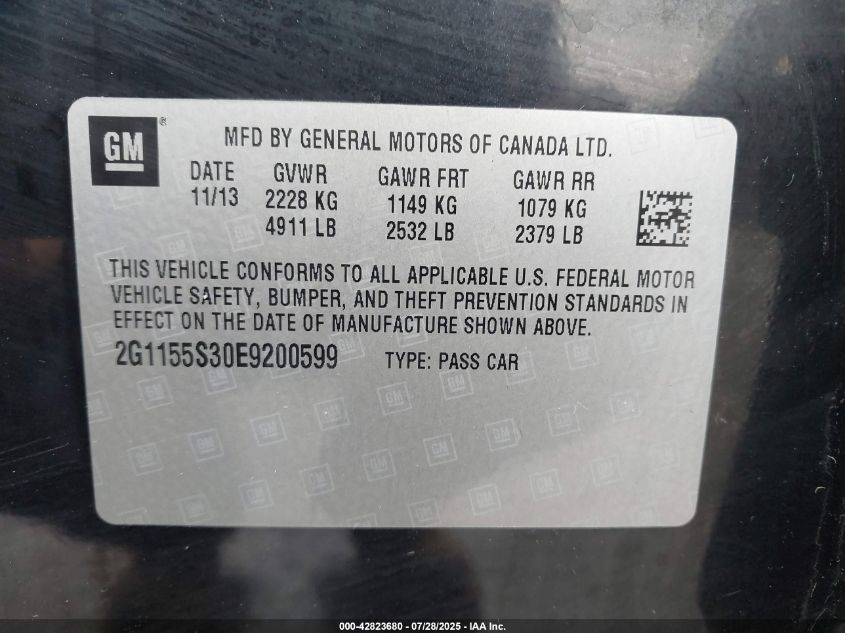 GM
MFD BY GENERAL MOTORS OF CANADA LTD.
DATE GVWR GAWR FRT GAWR RR
11/13 2228 KG 1149 KG 1079 KG
4911 LB 2532 LB 2379 LB
THIS VEHICLE CONFORMS TO ALL APPLICABLE U.S. FEDERAL MOTOR
VEHICLE SAFETY, BUMPER, AND THEFT PREVENTION STANDARDS IN
EFFECT ON THE DATE OF MANUFACTURE SHOWN ABOVE.
2G1155S30E9200599 TYPE: PASS CAR
000-42823680 - 07/28/2025 - IAA Inc.